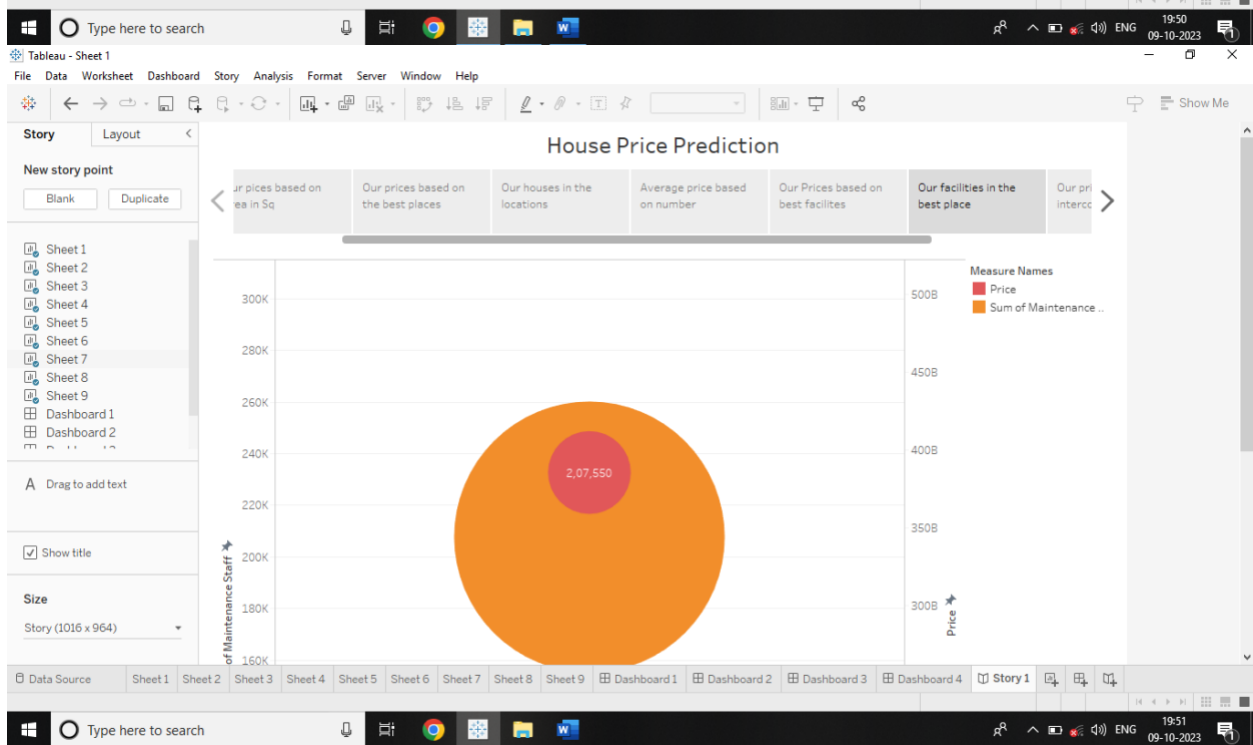 Type here to search
ENG
19:50
09-10-2023
Tableau - Sheet 1
File Data Worksheet Dashboard Story Analysis Format Server Window Help
Show Me
Story Layout
New story point
Blank Duplicate
House Price Prediction
ur pices based on
ea in Sq
Our prices based on
the best places
Our houses in the
locations
Average price based
on number
Our Prices based on
best facilites
Our facilities in the
best place
Our pri
interco
Sheet 1
Sheet 2
Sheet 3
Sheet 4
Sheet 5
Sheet 6
Sheet 7
Sheet 8
Sheet 9
Dashboard 1
Dashboard 2
A Drag to add text
Show title
Size
Story (1016 x 964)
300K
280K
260K
240K
220K
200K
180K
160K
of Maintenance Staff
2,07,550
500B
450B
400B
350B
300B
Price
Measure Names
Price
Sum of Maintenance ..
Data Source Sheet 1 Sheet 2 Sheet 3 Sheet 4 Sheet 5 Sheet 6 Sheet 7 Sheet 8 Sheet 9 Dashboard 1 Dashboard 2 Dashboard 3 Dashboard 4 Story 1
Type here to search
ENG
19:51
09-10-2023